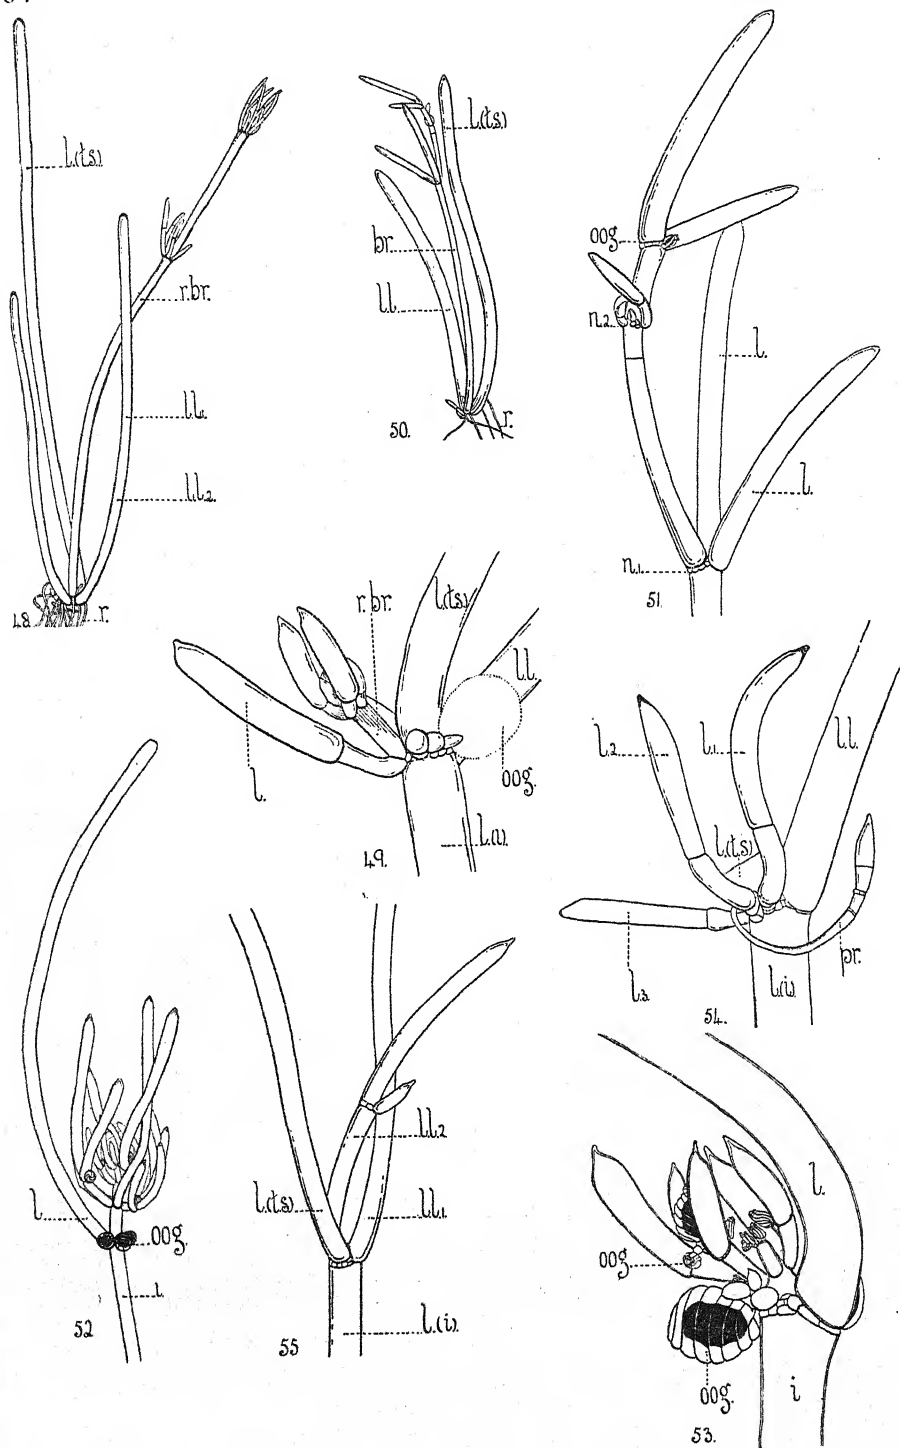 l.(t.s.)
r.br.
l.l.
l.l.2
48
r.
l.(t.s.)
br.
l.l.
50.
r.
oog.
n.2.
l.
l.
n.1.
51.
r.br.
l.(t.s.)
l.l.
l.
oog.
l.(i).
49.
l.2
l.1
l.l.
l.(t.s)
l.3
l.(i).
pr.
54.
l.
oog.
i.
52
l.l.2
l.(t.s)
l.l.1
l.(i).
55
l.
oog.
oog.
i
53.